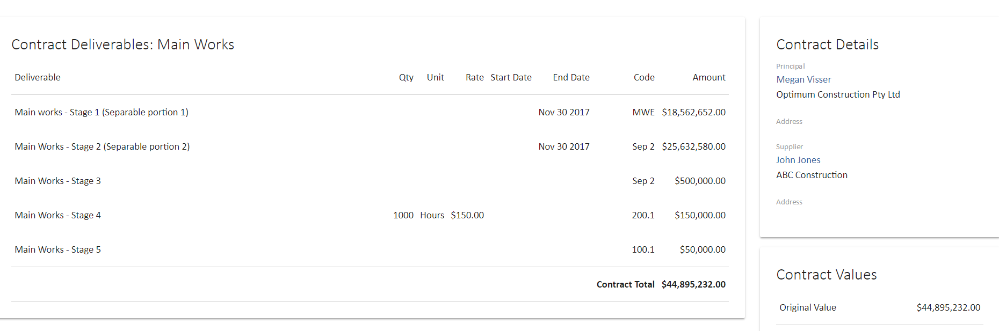 Contract Deliverables: Main Works
Deliverable Qty Unit Rate Start Date End Date Code Amount
Main works - Stage 1 (Separable portion 1) Nov 30 2017 MWE $18,562,652.00
Main Works - Stage 2 (Separable portion 2) Nov 30 2017 Sep 2 $25,632,580.00
Main Works - Stage 3 Sep 2 $500,000.00
Main Works - Stage 4 1000 Hours $150.00 200.1 $150,000.00
Main Works - Stage 5 100.1 $50,000.00
Contract Total $44,895,232.00
Contract Details
Principal
Megan Visser
Optimum Construction Pty Ltd
Address
Supplier
John Jones
ABC Construction
Address
Contract Values
Original Value $44,895,232.00